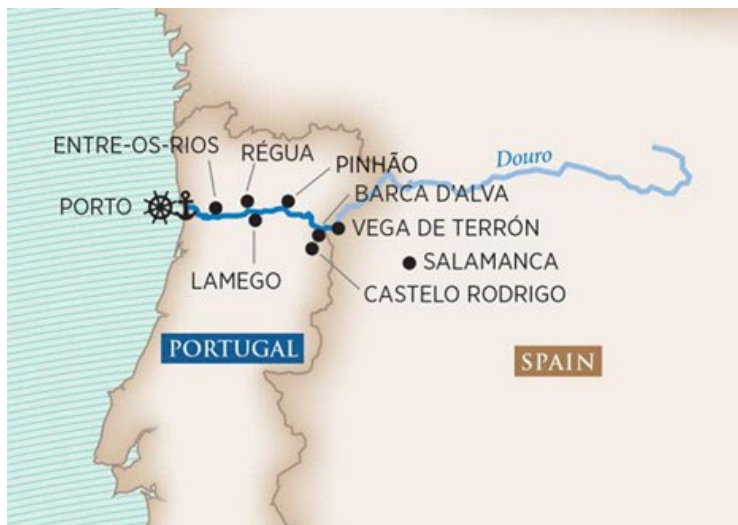 ENTRE-OS-RIOS
RÉGUA
PINHÃO
Douro
PORTO
BARCA D'ALVA
VEGA DE TERRÓN
LAMEGO
SALAMANCA
CASTELO RODRIGO
PORTUGAL
SPAIN